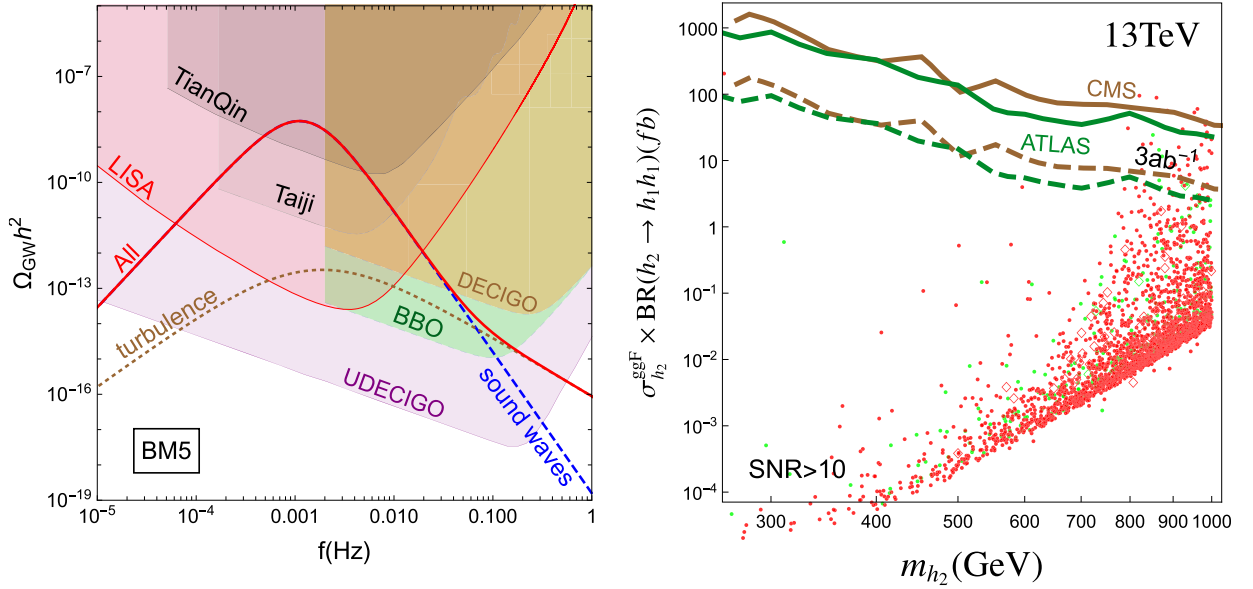 10⁻⁷
10⁻¹⁰
10⁻¹³
10⁻¹⁶
10⁻¹⁹
Ω_GW h²
TianQin
LISA
Taiji
All
DECIGO
BBO
turbulence
UDECIGO
sound waves
BM5
10⁻⁵ 10⁻⁴ 0.001 0.010 0.100 1
f(Hz)
13TeV
1000
100
10
1
10⁻¹
10⁻²
10⁻³
10⁻⁴
σ_h₂^ggF × BR(h₂ → h₁h₁)(fb)
CMS
ATLAS
3ab⁻¹
SNR>10
300 400 500 600 700 800 900 1000
m_h₂(GeV)